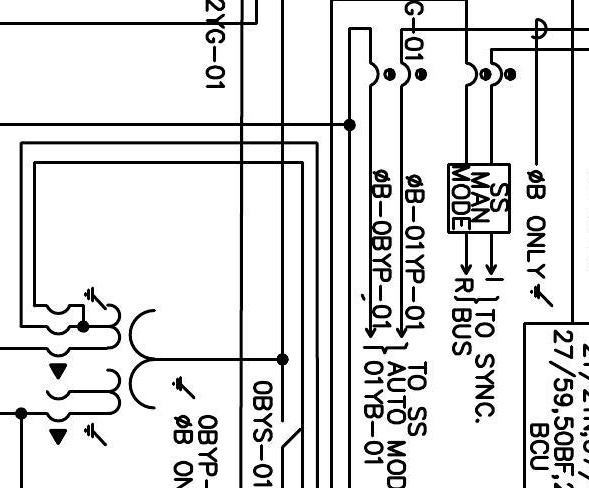 2YG-01
G-01
SS
MAN
MODE
R
I
} TO SYNC.
BUS
ØB ONLY
ØB-01YP-01
ØB-0BYP-01
} TO SS
AUTO MOD
01YB-01
27/59,50BF,2
BCU
0BYS-01
0BYP-
ØB ON